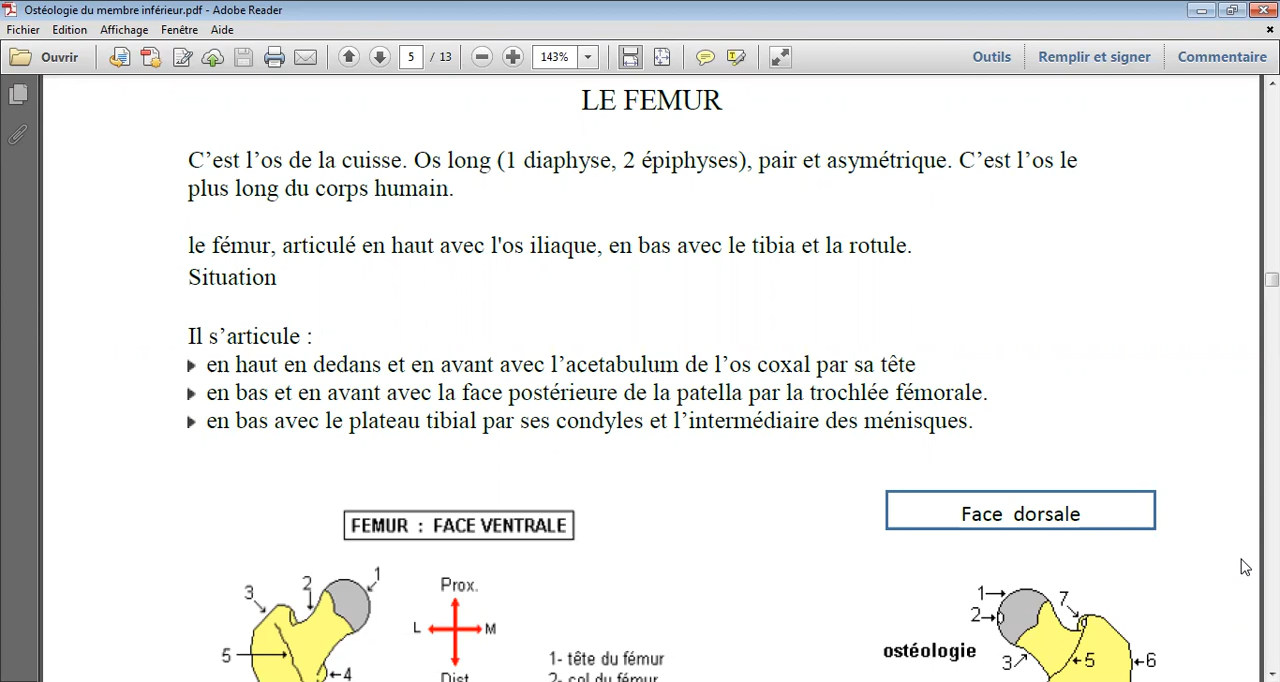 Ostéologie du membre inférieur.pdf - Adobe Reader
Fichier Edition Affichage Fenêtre Aide
Ouvrir 5 / 13 143% Outils Remplir et signer Commentaire
LE FEMUR
C’est l’os de la cuisse. Os long (1 diaphyse, 2 épiphyses), pair et asymétrique. C’est l’os le
plus long du corps humain.
le fémur, articulé en haut avec l'os iliaque, en bas avec le tibia et la rotule.
Situation
Il s’articule :
en haut en dedans et en avant avec l’acetabulum de l’os coxal par sa tête
en bas et en avant avec la face postérieure de la patella par la trochlée fémorale.
en bas avec le plateau tibial par ses condyles et l’intermédiaire des ménisques.
FEMUR : FACE VENTRALE
Face dorsale
3 2 1
5
4
Prox.
L M
Dist.
1- tête du fémur
2- col du fémur
ostéologie
1
2
7
3
5
6